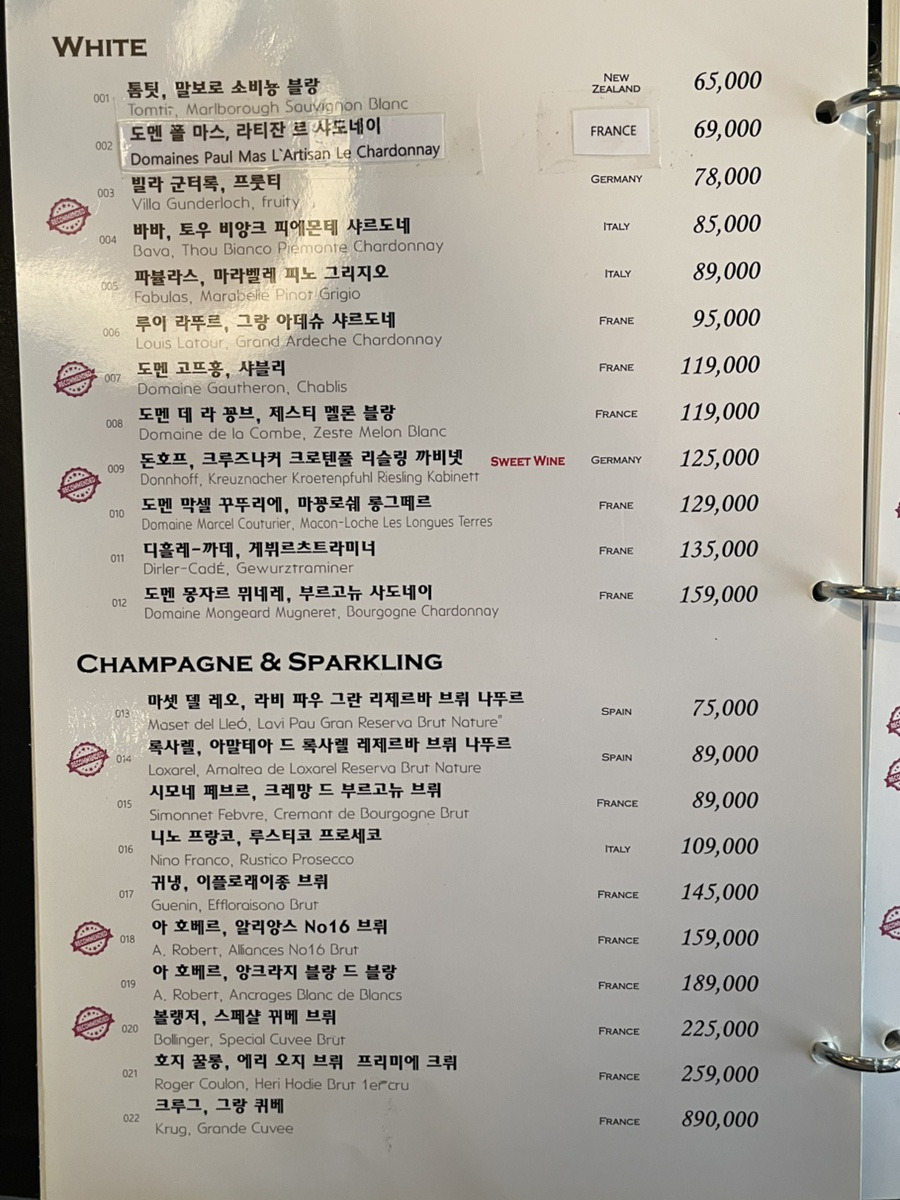 WHITE
001 톰팃, 말보로 소비뇽 블랑 NEW ZEALAND 65,000
Tomtit, Marlborough Sauvignon Blanc
002 도멘 폴 마스, 라티잔 르 샤도네이 FRANCE 69,000
Domaines Paul Mas L`Artisan Le Chardonnay
003 빌라 군터록, 프룻티 GERMANY 78,000
Villa Gunderloch, fruity
RECOMMENDED
004 바바, 토우 비앙크 피에몬테 샤르도네 ITALY 85,000
Bava, Thou Bianco Piemonte Chardonnay
005 파뷸라스, 마라벨레 피노 그리지오 ITALY 89,000
Fabulas, Marabelle Pinot Grigio
006 루이 라뚜르, 그랑 아데슈 샤르도네 FRANE 95,000
Louis Latour, Grand Ardeche Chardonnay
RECOMMENDED
007 도멘 고뜨홍, 샤블리 FRANE 119,000
Domaine Gautheron, Chablis
008 도멘 데 라 꽁브, 제스티 멜론 블랑 FRANCE 119,000
Domaine de la Combe, Zeste Melon Blanc
009 돈호프, 크루즈나커 크로텐풀 리슬링 까비넷 SWEET WINE GERMANY 125,000
Donnhoff, Kreuznacher Kroetenpfuhl Riesling Kabinett
RECOMMENDED
010 도멘 막셀 꾸뚜리에, 마꽁로쉐 롱그떼르 FRANE 129,000
Domaine Marcel Couturier, Macon-Loche Les Longues Terres
011 디흘레-까데, 게뷔르츠트라미너 FRANE 135,000
Dirler-CadÉ, Gewurztraminer
012 도멘 몽자르 뮈네레, 부르고뉴 샤도네이 FRANE 159,000
Domaine Mongeard Mugneret, Bourgogne Chardonnay
CHAMPAGNE & SPARKLING
013 마셋 델 레오, 라비 파우 그란 리제르바 브뤼 나뚜르 SPAIN 75,000
Maset del Lleó, Lavi Pau Gran Reserva Brut Nature"
RECOMMENDED
014 록사렐, 아말테아 드 록사렐 레제르바 브뤼 나뚜르 SPAIN 89,000
Loxarel, Amaltea de Loxarel Reserva Brut Nature
015 시모네 페브르, 크레망 드 부르고뉴 브뤼 FRANCE 89,000
Simonnet Febvre, Cremant de Bourgogne Brut
016 니노 프랑코, 루스티코 프로세코 ITALY 109,000
Nino Franco, Rustico Prosecco
017 귀냉, 이플로래이종 브뤼 FRANCE 145,000
Guenin, Effloraisono Brut
RECOMMENDED
018 아 호베르, 알리앙스 No16 브뤼 FRANCE 159,000
A. Robert, Alliances No16 Brut
019 아 호베르, 앙크라지 블랑 드 블랑 FRANCE 189,000
A. Robert, Ancrages Blanc de Blancs
RECOMMENDED
020 볼랭저, 스페샬 뀌베 브뤼 FRANCE 225,000
Bollinger, Special Cuvee Brut
021 호지 꿀롱, 에리 오지 브뤼 프리미에 크뤼 FRANCE 259,000
Roger Coulon, Heri Hodie Brut 1er cru
022 크루그, 그랑 퀴베 FRANCE 890,000
Krug, Grande Cuvee